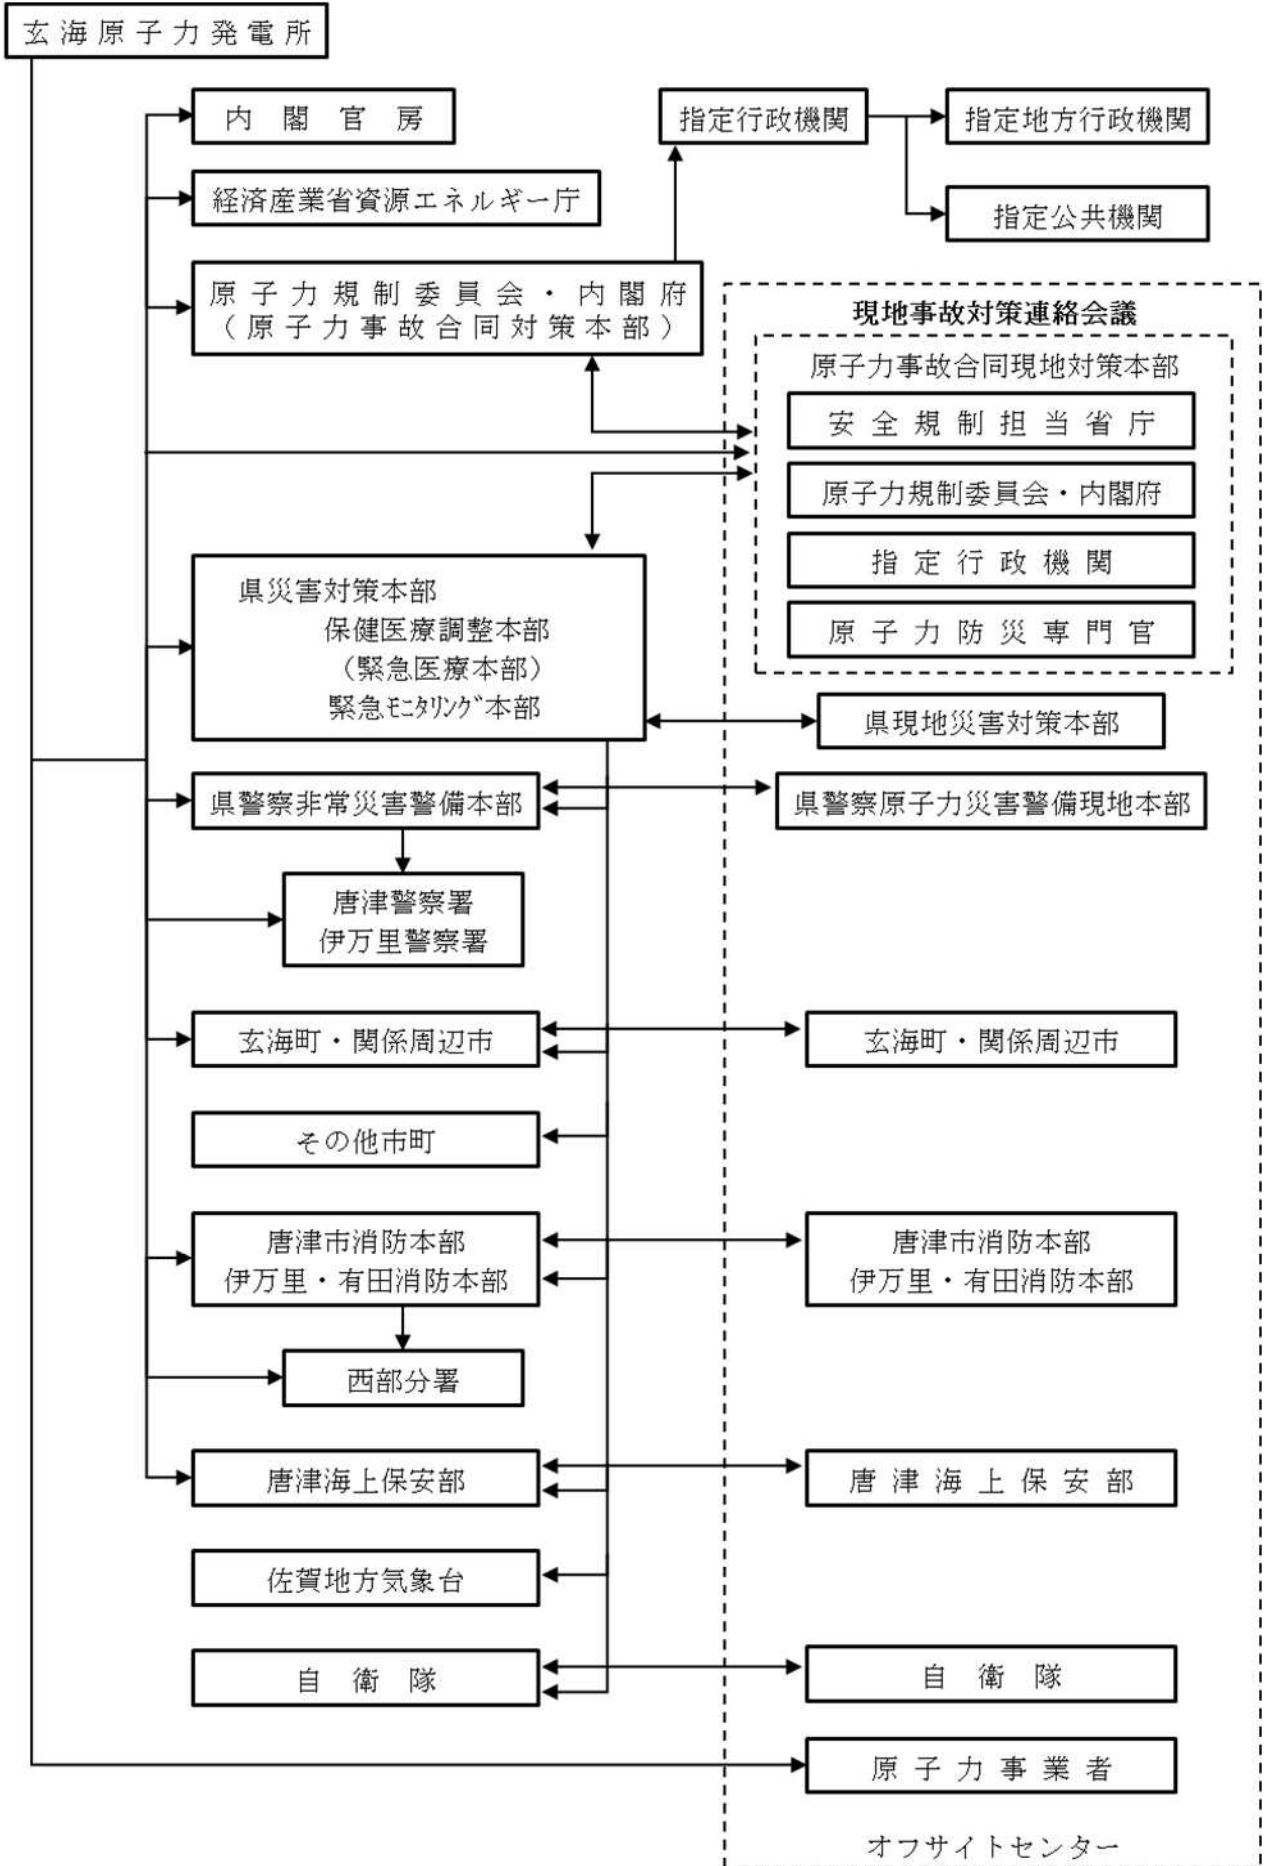 玄海原子力発電所
内閣官房
指定行政機関
指定地方行政機関
経済産業省資源エネルギー庁
指定公共機関
原子力規制委員会・内閣府
（原子力事故合同対策本部）
現地事故対策連絡会議
原子力事故合同現地対策本部
安全規制担当省庁
原子力規制委員会・内閣府
指定行政機関
原子力防災専門官
県災害対策本部
保健医療調整本部
（緊急医療本部）
緊急ﾓﾆﾀﾘﾝｸﾞ本部
県現地災害対策本部
県警察非常災害警備本部
県警察原子力災害警備現地本部
唐津警察署
伊万里警察署
玄海町・関係周辺市
玄海町・関係周辺市
その他市町
唐津市消防本部
伊万里・有田消防本部
唐津市消防本部
伊万里・有田消防本部
西部分署
唐津海上保安部
唐津海上保安部
佐賀地方気象台
自衛隊
自衛隊
原子力事業者
オフサイトセンター